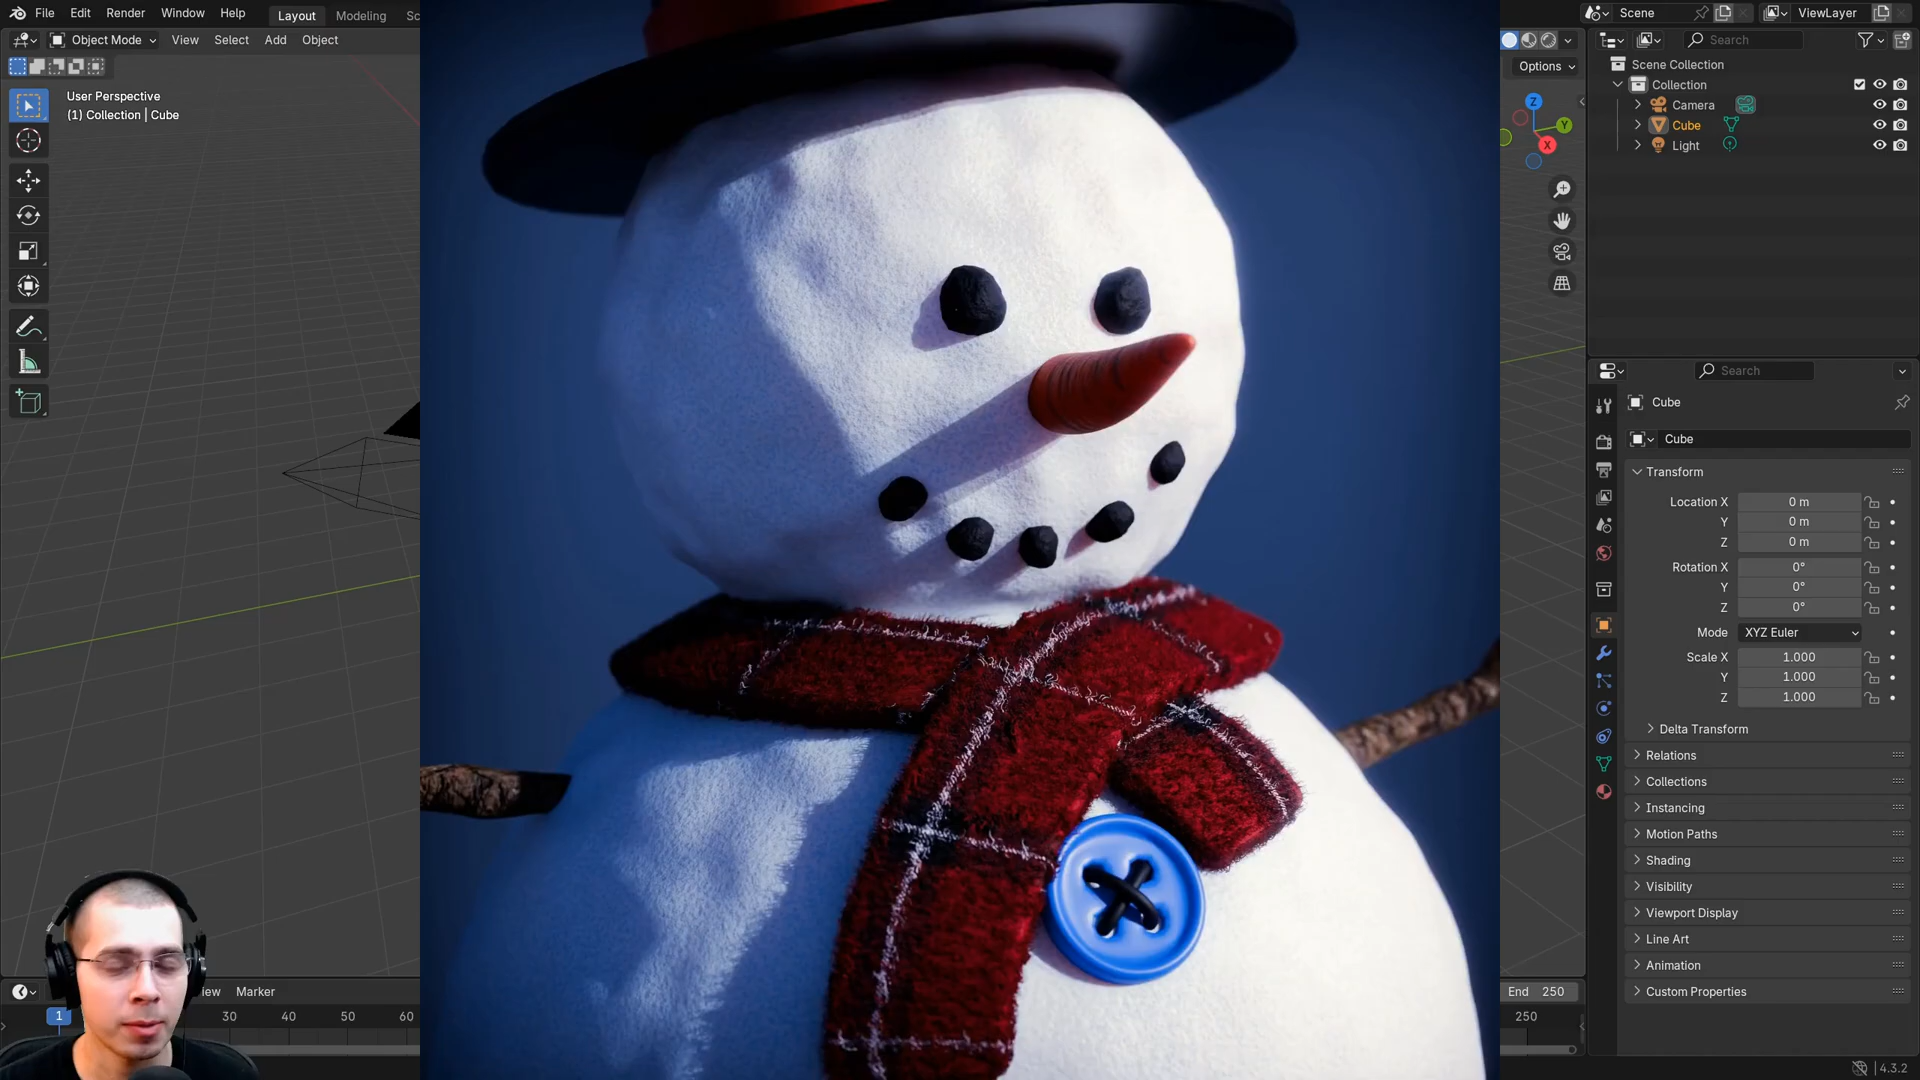 File Edit Render Window Help Layout Modeling Sc
Scene ViewLayer
Object Mode View Select Add Object
Search
Options
User Perspective
(1) Collection | Cube
Scene Collection
Collection
Camera
Cube
Light
Z
Y
X
Search
Cube
Cube
Transform
Location X 0 m
Y 0 m
Z 0 m
Rotation X 0°
Y 0°
Z 0°
Mode XYZ Euler
Scale X 1.000
Y 1.000
Z 1.000
Delta Transform
Relations
Collections
Instancing
Motion Paths
Shading
Visibility
Viewport Display
Line Art
Animation
Custom Properties
iew Marker
End 250
1 30 40 50 60 250
4.3.2